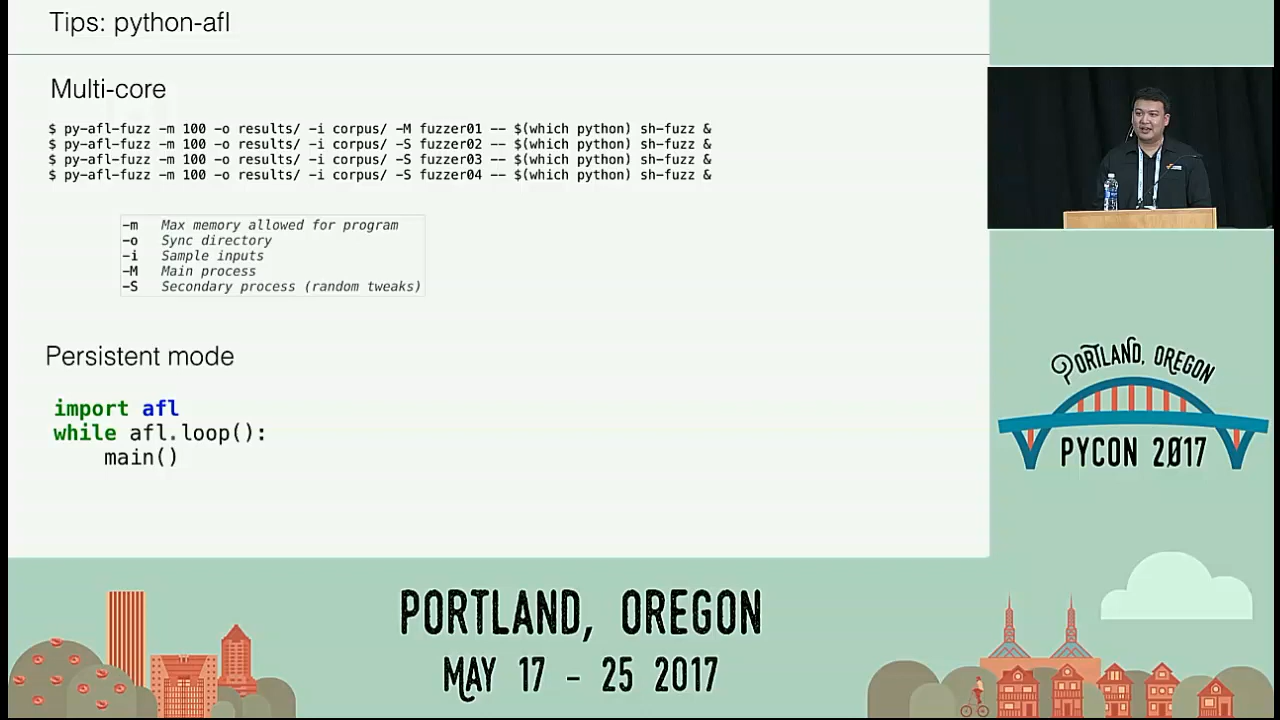 Tips: python-afl
Multi-core
$ py-afl-fuzz -m 100 -o results/ -i corpus/ -M fuzzer01 -- $(which python) sh-fuzz &
$ py-afl-fuzz -m 100 -o results/ -i corpus/ -S fuzzer02 -- $(which python) sh-fuzz &
$ py-afl-fuzz -m 100 -o results/ -i corpus/ -S fuzzer03 -- $(which python) sh-fuzz &
$ py-afl-fuzz -m 100 -o results/ -i corpus/ -S fuzzer04 -- $(which python) sh-fuzz &
-m Max memory allowed for program
-o Sync directory
-i Sample inputs
-M Main process
-S Secondary process (random tweaks)
Persistent mode
import afl
while afl.loop():
    main()
PORTLAND, OREGON
PYCON 2017
PORTLAND, OREGON
MAY 17 - 25 2017